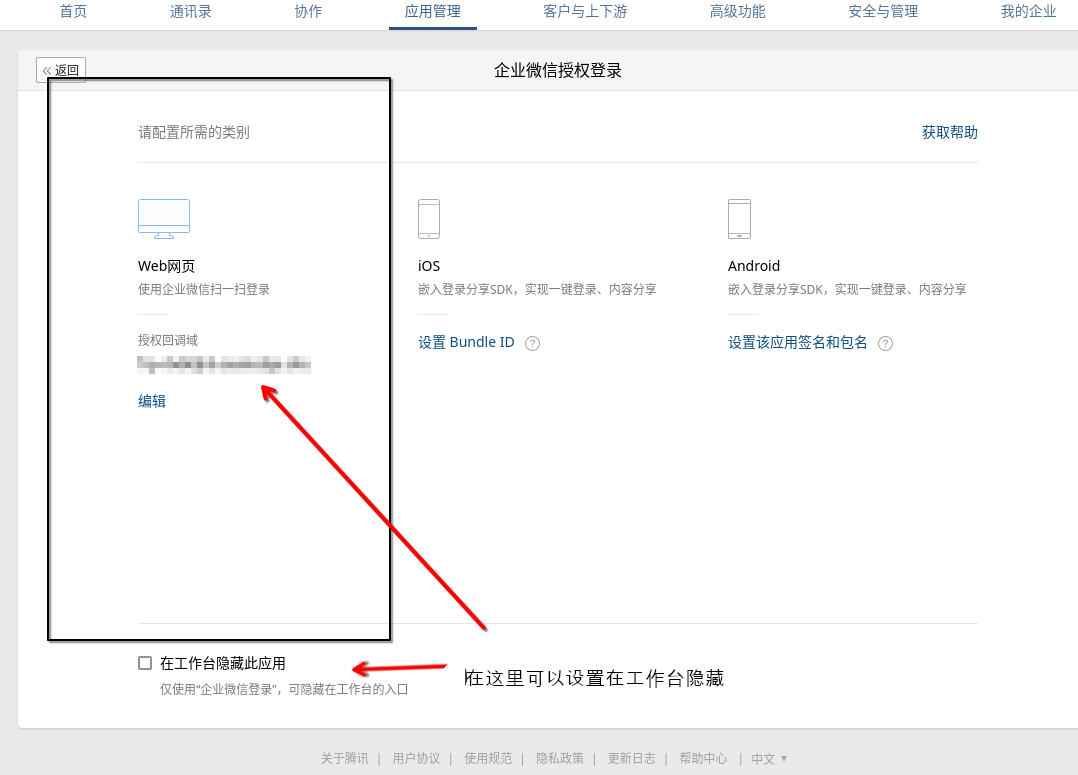 首页 通讯录 协作 应用管理 客户与上下游 高级功能 安全与管理 我的企业
« 返回 企业微信授权登录
请配置所需的类别 获取帮助
Web网页 iOS Android
使用企业微信扫一扫登录 嵌入登录分享SDK，实现一键登录、内容分享 嵌入登录分享SDK，实现一键登录、内容分享
授权回调域 设置 Bundle ID ? 设置该应用签名和包名 ?
编辑
在工作台隐藏此应用
在这里可以设置在工作台隐藏
仅使用“企业微信登录”，可隐藏在工作台的入口
关于腾讯 | 用户协议 | 使用规范 | 隐私政策 | 更新日志 | 帮助中心 | 中文 ▼